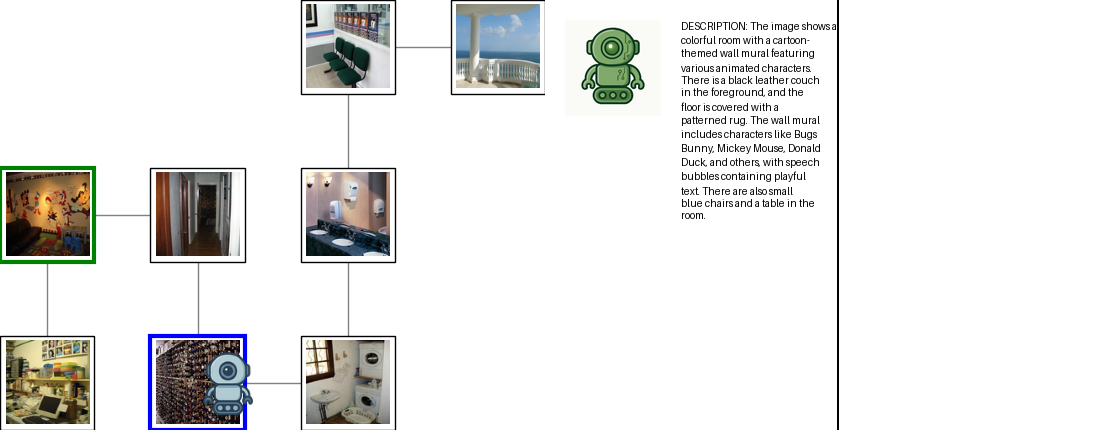 DESCRIPTION: The image shows a
colorful room with a cartoon-
themed wall mural featuring
various animated characters.
There is a black leather couch
in the foreground, and the
floor is covered with a
patterned rug. The wall mural
includes characters like Bugs
Bunny, Mickey Mouse, Donald
Duck, and others, with speech
bubbles containing playful
text. There are also small
blue chairs and a table in the
room.